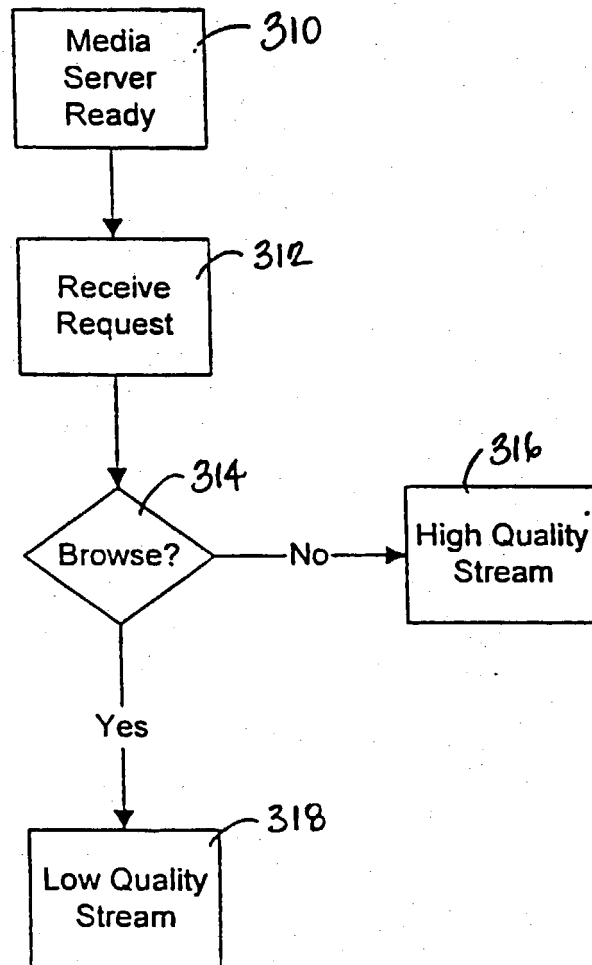 Media
Server
Ready
310
Receive
Request
312
Browse?
314
No
High Quality
Stream
316
Yes
Low Quality
Stream
318